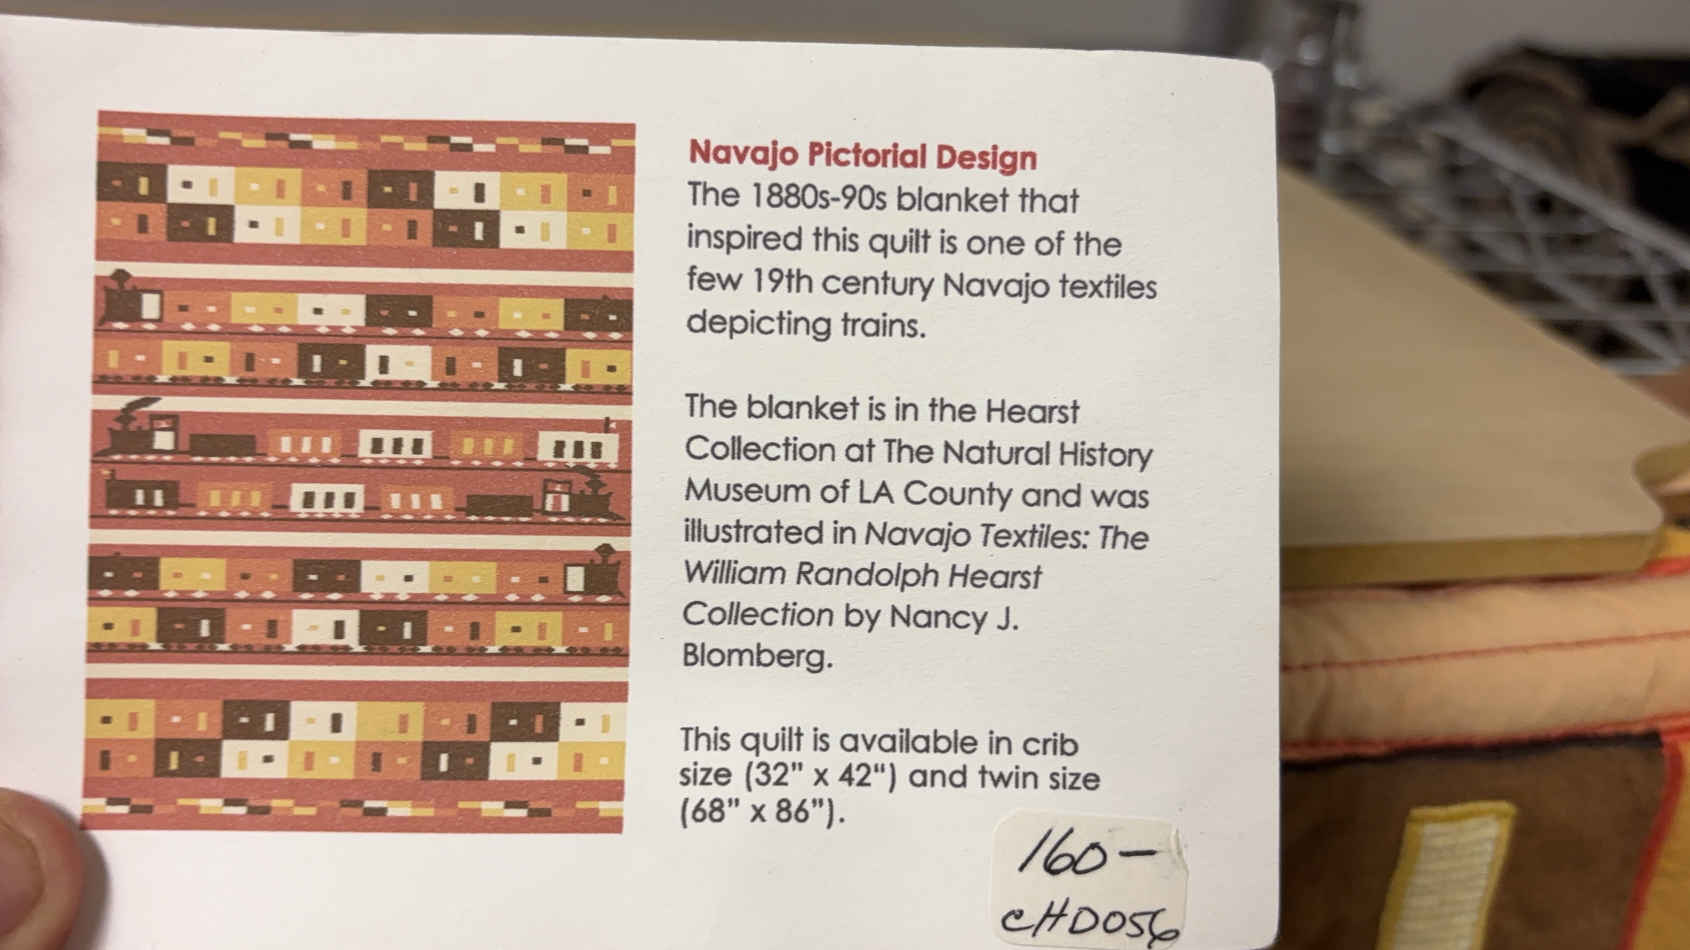 Navajo Pictorial Design
The 1880s-90s blanket that
inspired this quilt is one of the
few 19th century Navajo textiles
depicting trains.
The blanket is in the Hearst
Collection at The Natural History
Museum of LA County and was
illustrated in Navajo Textiles: The
William Randolph Hearst
Collection by Nancy J.
Blomberg.
This quilt is available in crib
size (32" x 42") and twin size
(68" x 86").
160-
CHD056